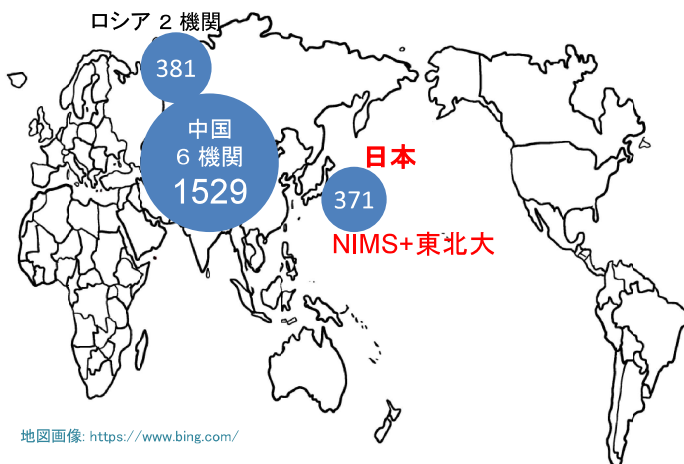 ロシア 2 機関
381
中国
6 機関
1529
日本
371
NIMS+東北大
地図画像: https://www.bing.com/